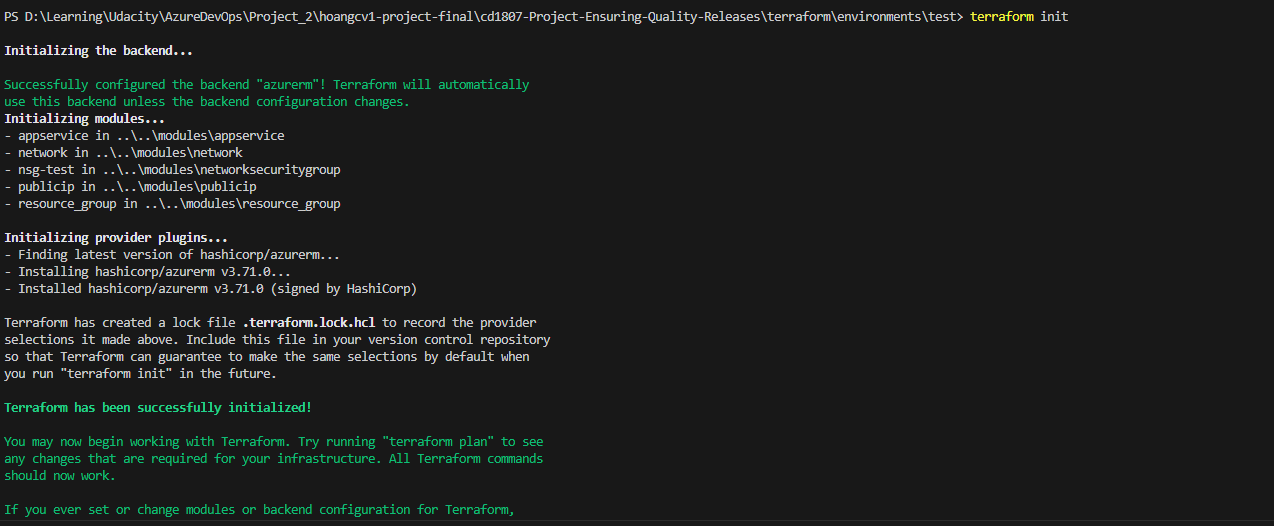 PS D:\Learning\Udacity\AzureDevOps\Project_2\hoangcv1-project-final\cd1807-Project-Ensuring-Quality-Releases\terraform\environments\test> terraform init
Initializing the backend...
Successfully configured the backend "azurerm"! Terraform will automatically
use this backend unless the backend configuration changes.
Initializing modules...
- appservice in ..\..\modules\appservice
- network in ..\..\modules\network
- nsg-test in ..\..\modules\networksecuritygroup
- publicip in ..\..\modules\publicip
- resource_group in ..\..\modules\resource_group
Initializing provider plugins...
- Finding latest version of hashicorp/azurerm...
- Installing hashicorp/azurerm v3.71.0...
- Installed hashicorp/azurerm v3.71.0 (signed by HashiCorp)
Terraform has created a lock file .terraform.lock.hcl to record the provider
selections it made above. Include this file in your version control repository
so that Terraform can guarantee to make the same selections by default when
you run "terraform init" in the future.
Terraform has been successfully initialized!
You may now begin working with Terraform. Try running "terraform plan" to see
any changes that are required for your infrastructure. All Terraform commands
should now work.
If you ever set or change modules or backend configuration for Terraform,